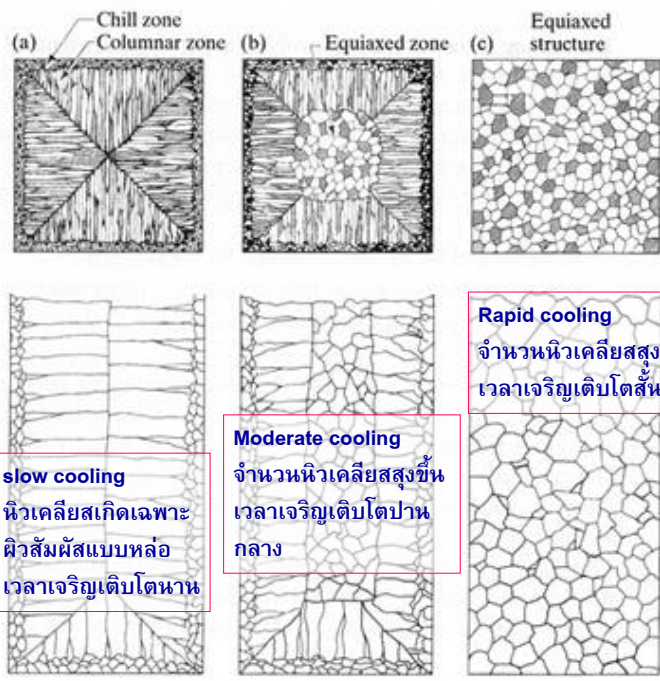 Chill zone
(a) Columnar zone
(b) Equiaxed zone
(c) Equiaxed
structure
slow cooling
นิวเคลียสเกิดเฉพาะ
ผิวสัมผัสแบบหล่อ
เวลาเจริญเติบโตนาน
Moderate cooling
จำนวนนิวเคลียสสุงขึ้น
เวลาเจริญเติบโตปาน
กลาง
Rapid cooling
จำนวนนิวเคลียสสุง
เวลาเจริญเติบโตสั้น